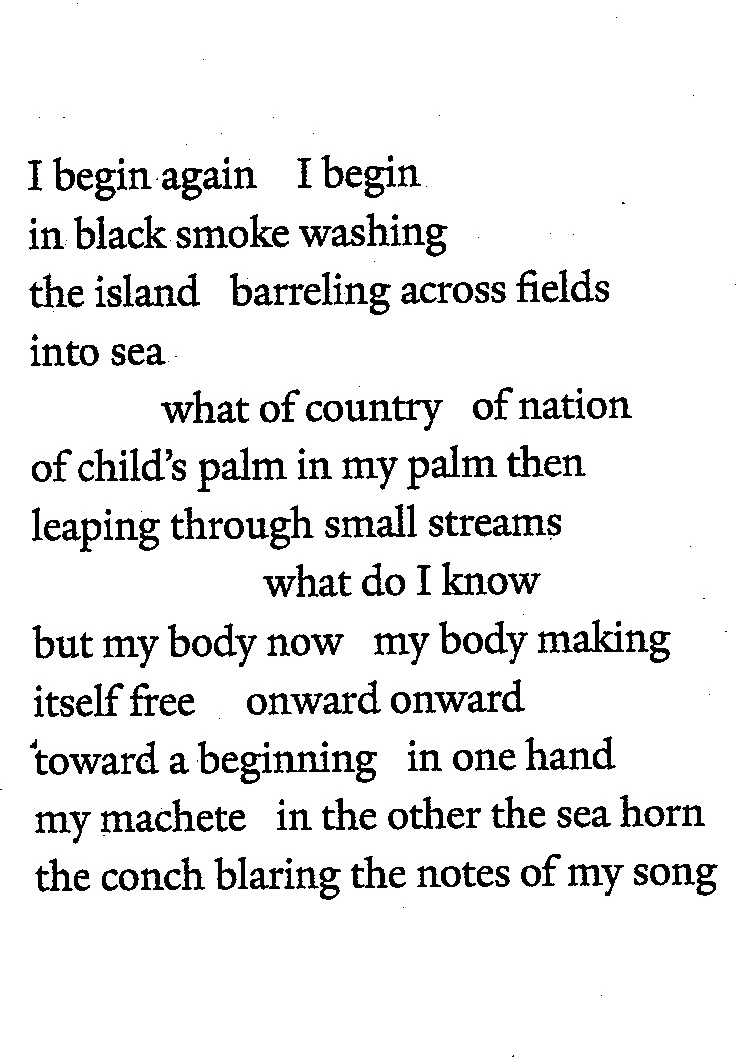 I begin again   I begin
in black smoke washing
the island   barreling across fields
into sea
what of country   of nation
of child’s palm in my palm then
leaping through small streams
what do I know
but my body now   my body making
itself free   onward onward
toward a beginning   in one hand
my machete   in the other the sea horn
the conch blaring the notes of my song